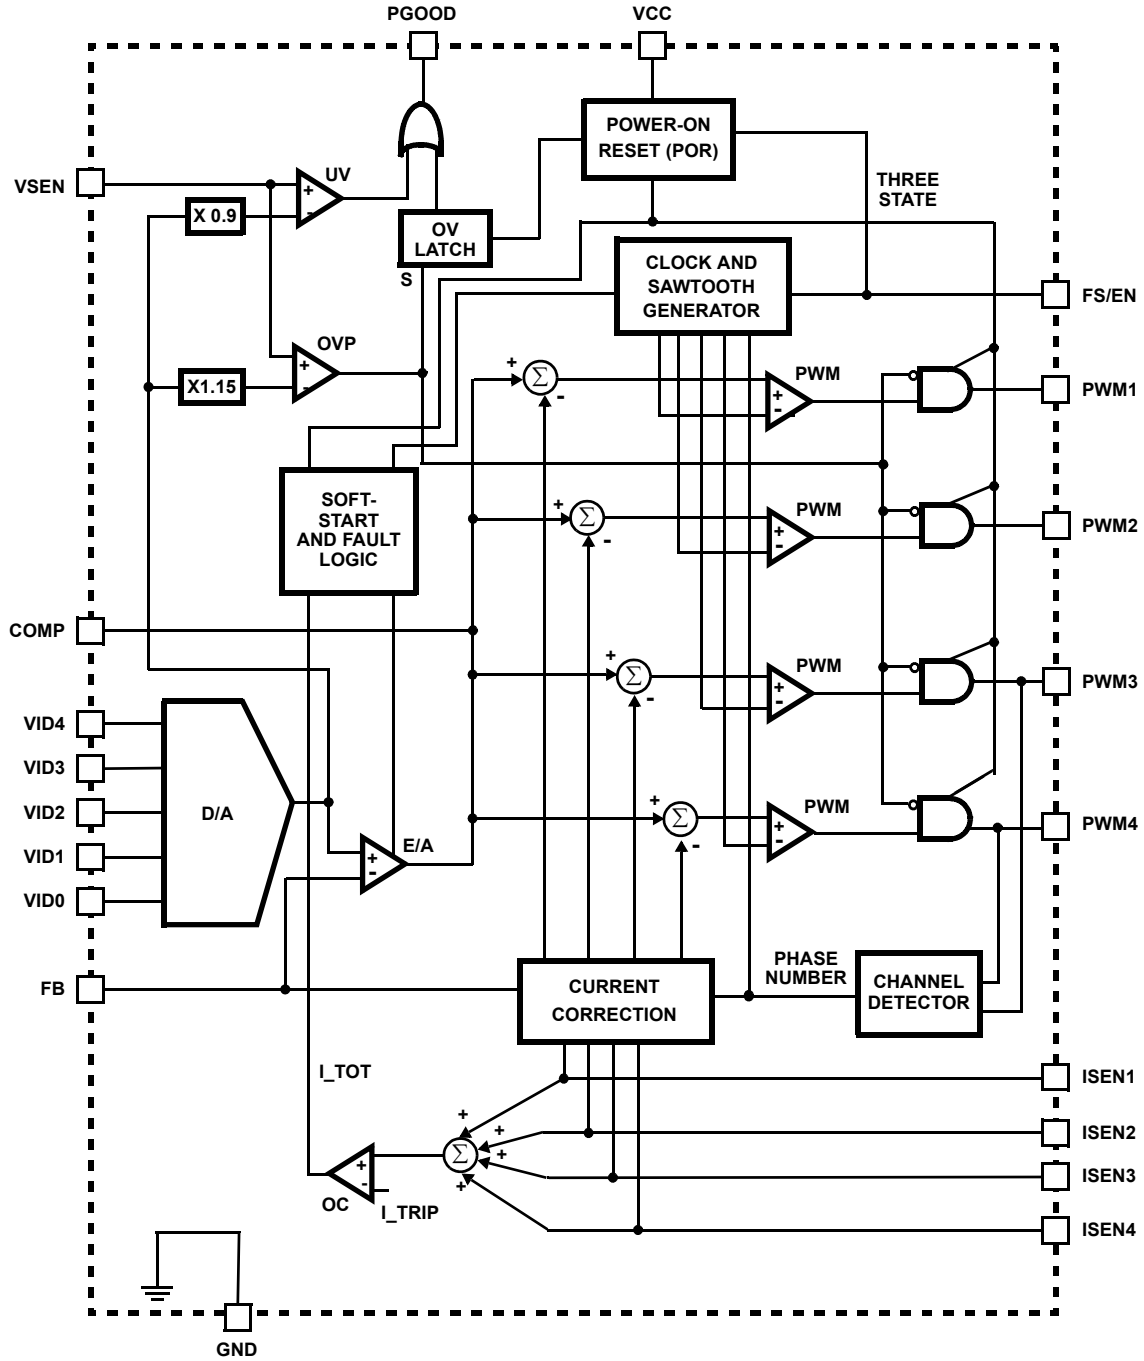 PGOOD
VCC
POWER-ON
RESET (POR)
VSEN
UV
+
-
X 0.9
THREE
STATE
OV
LATCH
S
CLOCK AND
SAWTOOTH
GENERATOR
FS/EN
OVP
+
-
X1.15
+
Σ
-
PWM
+
-
PWM1
SOFT-
START
AND FAULT
LOGIC
+
Σ
-
PWM
+
-
PWM2
COMP
+
Σ
-
PWM
+
-
PWM3
VID4
VID3
VID2
VID1
VID0
D/A
+
Σ
-
PWM
+
-
PWM4
E/A
+
-
FB
CURRENT
CORRECTION
PHASE
NUMBER
CHANNEL
DETECTOR
I_TOT
ISEN1
+
+
Σ
+
+
ISEN2
ISEN3
ISEN4
+
-
OC
I_TRIP
GND